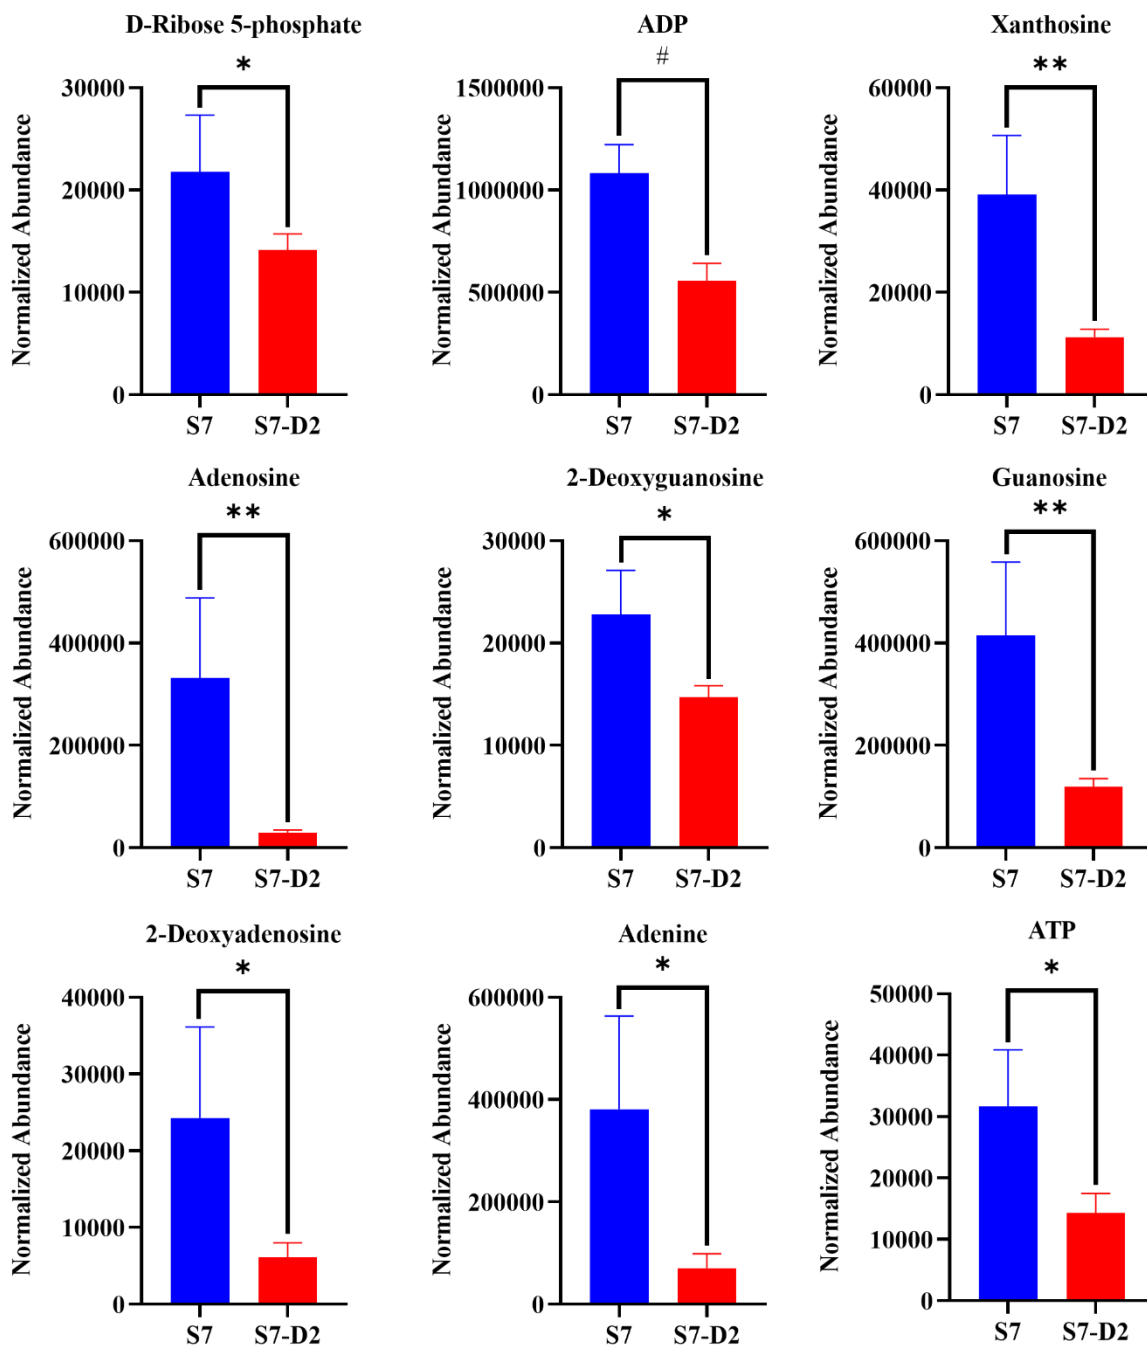 D-Ribose 5-phosphate
*
Normalized Abundance
30000
20000
10000
0
S7 S7-D2
ADP
#
Normalized Abundance
1500000
1000000
500000
0
S7 S7-D2
Xanthosine
**
Normalized Abundance
60000
40000
20000
0
S7 S7-D2
Adenosine
**
Normalized Abundance
600000
400000
200000
0
S7 S7-D2
2-Deoxyguanosine
*
Normalized Abundance
30000
20000
10000
0
S7 S7-D2
Guanosine
**
Normalized Abundance
600000
400000
200000
0
S7 S7-D2
2-Deoxyadenosine
*
Normalized Abundance
40000
30000
20000
10000
0
S7 S7-D2
Adenine
*
Normalized Abundance
600000
400000
200000
0
S7 S7-D2
ATP
*
Normalized Abundance
50000
40000
30000
20000
10000
0
S7 S7-D2